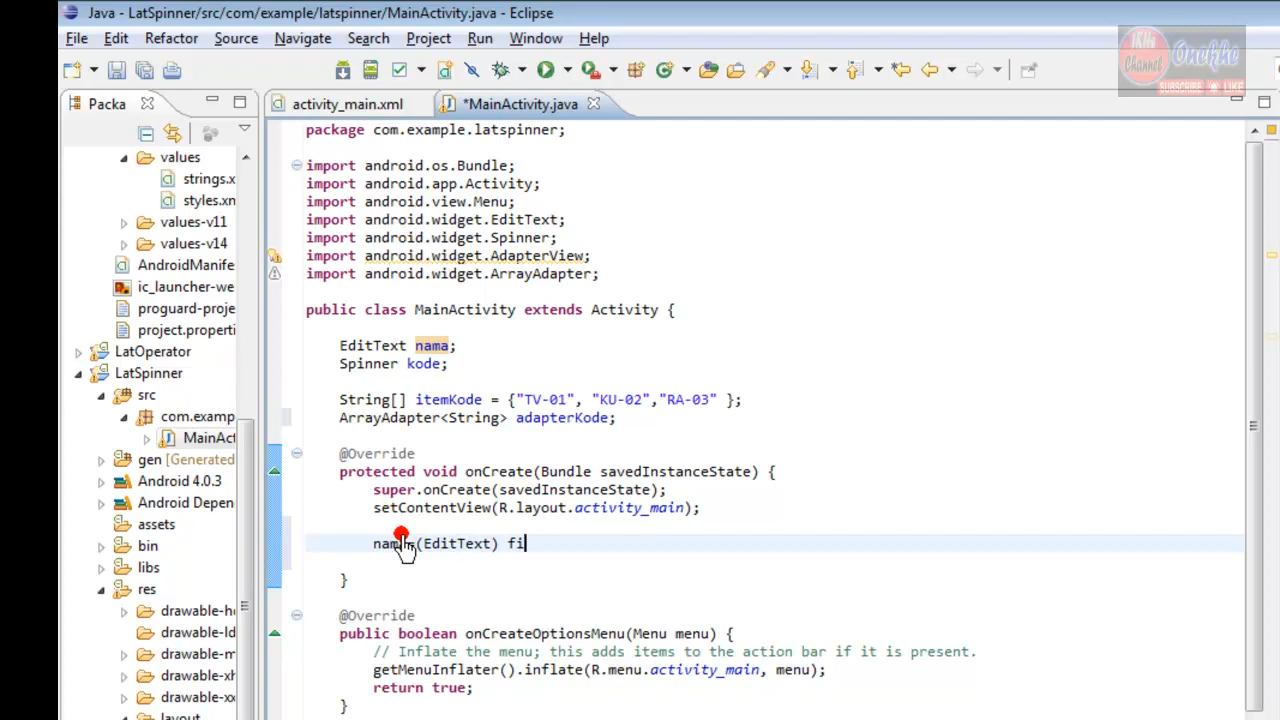 Java - LatSpinner/src/com/example/latspinner/MainActivity.java - Eclipse
File Edit Refactor Source Navigate Search Project Run Window Help
1KHz Channel Onekhe
SUBSCRIBE LIKE
Packa
activity_main.xml
*MainActivity.java
values
strings.x
styles.xm
values-v11
values-v14
AndroidManife
ic_launcher-we
proguard-proje
project.properti
LatOperator
LatSpinner
src
com.examp
MainAct
gen [Generated
Android 4.0.3
Android Depen
assets
bin
libs
res
drawable-h
drawable-ld
drawable-m
drawable-xh
drawable-xx
layout
package com.example.latspinner;
import android.os.Bundle;
import android.app.Activity;
import android.view.Menu;
import android.widget.EditText;
import android.widget.Spinner;
import android.widget.AdapterView;
import android.widget.ArrayAdapter;
public class MainActivity extends Activity {
EditText nama;
Spinner kode;
String[] itemKode = {"TV-01", "KU-02","RA-03" };
ArrayAdapter<String> adapterKode;
@Override
protected void onCreate(Bundle savedInstanceState) {
super.onCreate(savedInstanceState);
setContentView(R.layout.activity_main);
(EditText) fi
}
@Override
public boolean onCreateOptionsMenu(Menu menu) {
// Inflate the menu; this adds items to the action bar if it is present.
getMenuInflater().inflate(R.menu.activity_main, menu);
return true;
}